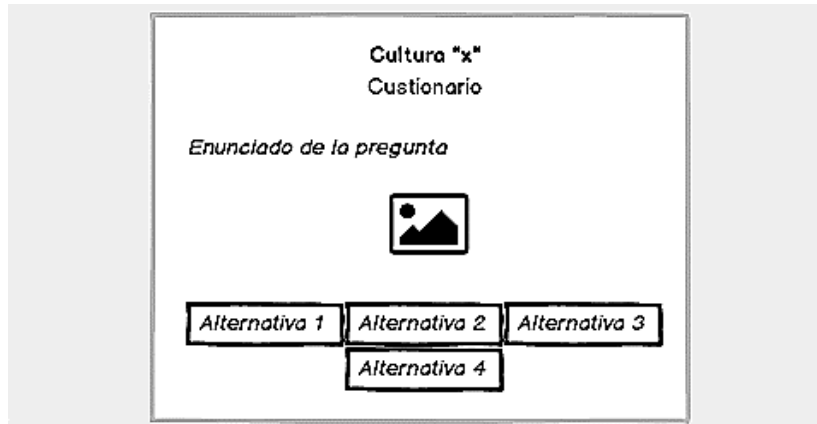 Cultura "x"
Custionario
Enunciado de la pregunta
Alternativa 1 Alternativa 2 Alternativa 3
Alternativa 4